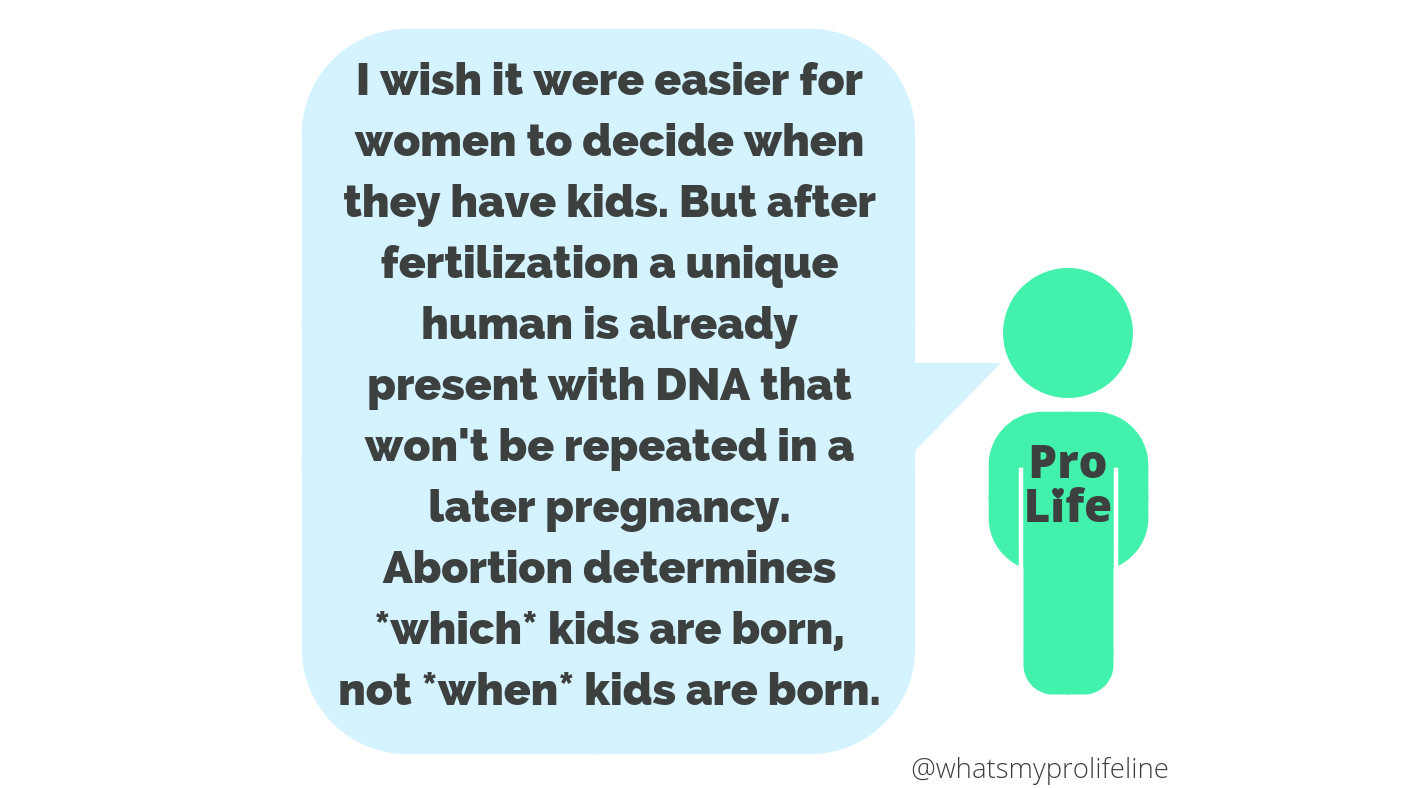 I wish it were easier for
women to decide when
they have kids. But after
fertilization a unique
human is already
present with DNA that
won't be repeated in a
later pregnancy.
Abortion determines
*which* kids are born,
not *when* kids are born.
Pro
Life
@whatsmyprolifeline